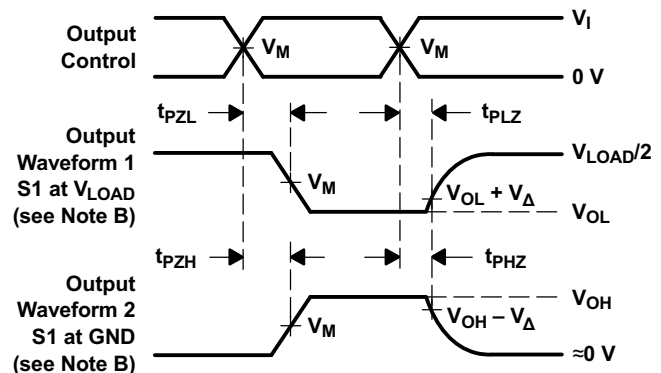 Output
Control
V_M
V_M
V_I
0 V
t_PZL
t_PLZ
Output
Waveform 1
S1 at V_LOAD
(see Note B)
V_M
V_LOAD/2
V_OL + V_Δ
V_OL
t_PZH
t_PHZ
Output
Waveform 2
S1 at GND
(see Note B)
V_M
V_OH
V_OH − V_Δ
≈0 V